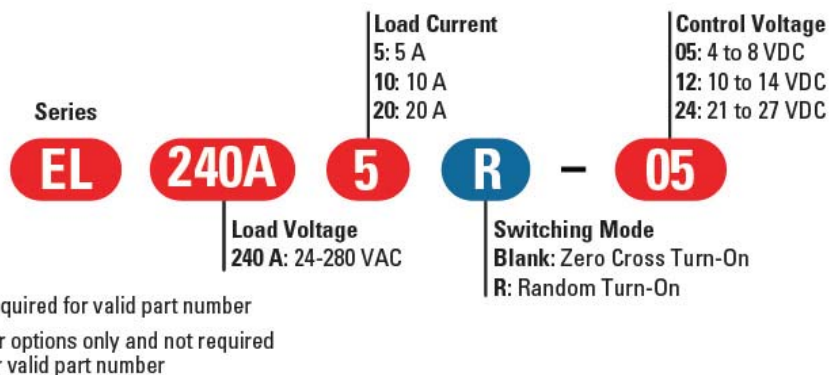 Load Current
5: 5 A
10: 10 A
20: 20 A
Control Voltage
05: 4 to 8 VDC
12: 10 to 14 VDC
24: 21 to 27 VDC
Series
EL 240A 5 R – 05
Load Voltage
240 A: 24-280 VAC
Switching Mode
Blank: Zero Cross Turn-On
R: Random Turn-On
for valid part number
options only and not required
valid part number